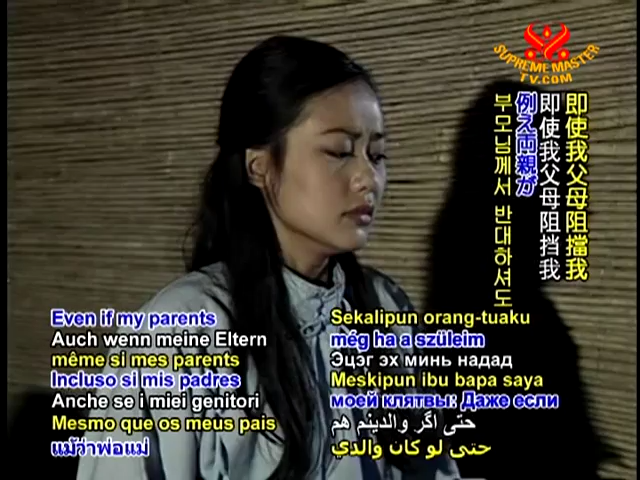 SUPREME MASTER
TV.COM
即使我父母阻擋我
即使我父母阻挡我
例え両親が
부모님께서 반대하셔도
Even if my parents
Auch wenn meine Eltern
même si mes parents
Incluso si mis padres
Anche se i miei genitori
Mesmo que os meus pais
แม้ว่าพ่อแม่
Sekalipun orang-tuaku
még ha a szüleim
Эцэг эх минь надад
Meskipun ibu bapa saya
моей клятвы: Даже если
حتی اگر والدینم هم
حتى لو كان والدي